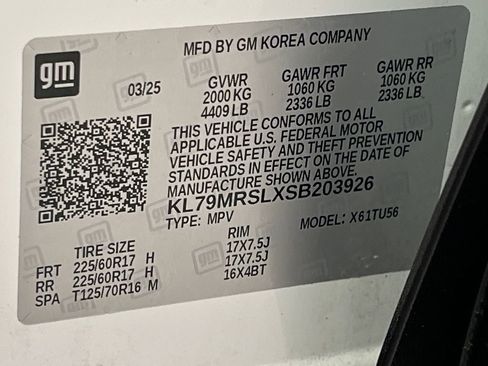 gm
MFD BY GM KOREA COMPANY
03/25
GVWR GAWR FRT GAWR RR
2000 KG 1060 KG 1060 KG
4409 LB 2336 LB 2336 LB
THIS VEHICLE CONFORMS TO ALL
APPLICABLE U.S. FEDERAL MOTOR
VEHICLE SAFETY AND THEFT PREVENTION
STANDARDS IN EFFECT ON THE DATE OF
MANUFACTURE SHOWN ABOVE.
KL79MRSLXSB203926
TYPE: MPV MODEL: X61TU56
TIRE SIZE RIM
FRT 225/60R17 H 17X7.5J
RR 225/60R17 H 17X7.5J
SPA T125/70R16 M 16X4BT